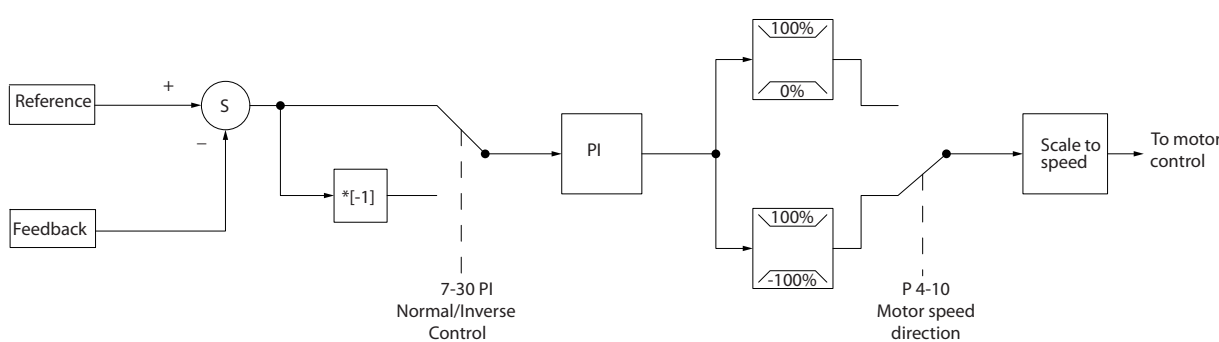 100%
0%
Reference
+
S
–
*[-1]
PI
Scale to
speed
To motor
control
Feedback
100%
-100%
7-30 PI
Normal/Inverse
Control
P 4-10
Motor speed
direction